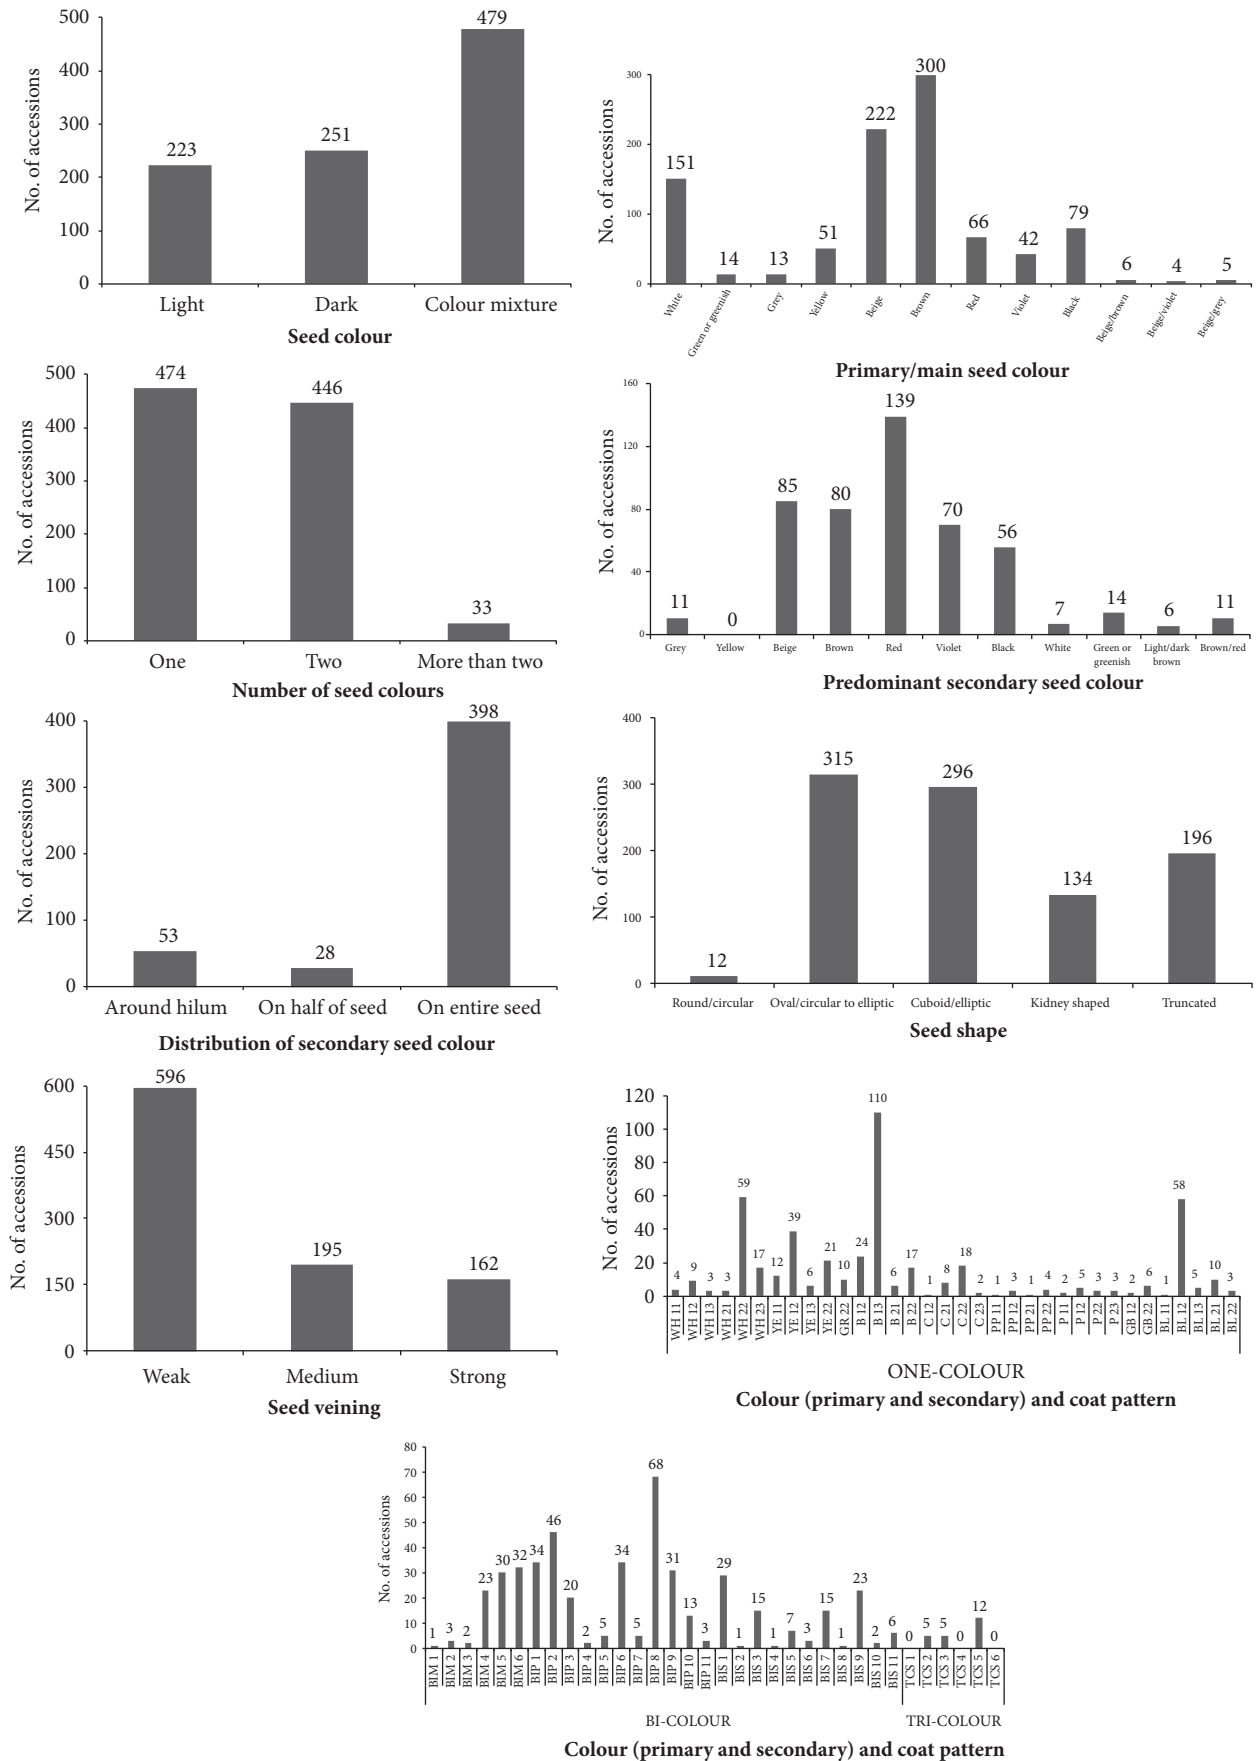 500
400
300
200
100
0
No. of accessions
223
251
479
Light Dark Colour mixture
Seed colour
300
200
100
0
No. of accessions
151
14
13
51
222
300
66
42
79
6
4
5
White
Green or greenish
Grey
Yellow
Beige
Brown
Red
Violet
Black
Beige/brown
Beige/violet
Beige/grey
Primary/main seed colour
500
400
300
200
100
0
No. of accessions
474
446
33
One Two More than two
Number of seed colours
160
120
80
40
0
No. of accessions
11
0
85
80
139
70
56
7
14
6
11
Grey Yellow Beige Brown Red Violet Black White Green or Light/dark Brown/red
greenish brown
Predominant secondary seed colour
400
300
200
100
0
No. of accessions
53
28
398
Around hilum On half of seed On entire seed
Distribution of secondary seed colour
400
300
200
100
0
No. of accessions
12
315
296
134
196
Round/circular Oval/circular to elliptic Cuboid/elliptic Kidney shaped Truncated
Seed shape
600
450
300
150
0
No. of accessions
596
195
162
Weak Medium Strong
Seed veining
120
100
80
60
40
20
0
No. of accessions
4 9 3 3 59 17 12 39 6 21 10 24 110 6 17 1 8 18 2 1 3 1 4 2 5 3 3 2 6 1 58 5 10 3
WH 11
WH 12
WH 13
WH 21
WH 22
WH 23
YE 11
YE 12
YE 13
YE 22
GR 22
B 12
B 13
B 21
B 22
C 12
C 21
C 22
C 23
PP 11
PP 12
PP 21
PP 22
P 11
P 12
P 22
P 23
GB 12
GB 22
BL 11
BL 12
BL 13
BL 21
BL 22
ONE-COLOUR
Colour (primary and secondary) and coat pattern
80
70
60
50
40
30
20
10
0
No. of accessions
1 3 2 23 30 32 34 46 20 2 5 34 5 68 31 13 3 29 1 15 1 7 3 15 1 23 2 6 0 5 5 0 12 0
BIM 1
BIM 2
BIM 3
BIM 4
BIM 5
BIM 6
BIP 1
BIP 2
BIP 3
BIP 4
BIP 5
BIP 6
BIP 7
BIP 8
BIP 9
BIP 10
BIP 11
BIS 1
BIS 2
BIS 3
BIS 4
BIS 5
BIS 6
BIS 7
BIS 8
BIS 9
BIS 10
BIS 11
TCS 1
TCS 2
TCS 3
TCS 4
TCS 5
TCS 6
BI-COLOUR TRI-COLOUR
Colour (primary and secondary) and coat pattern